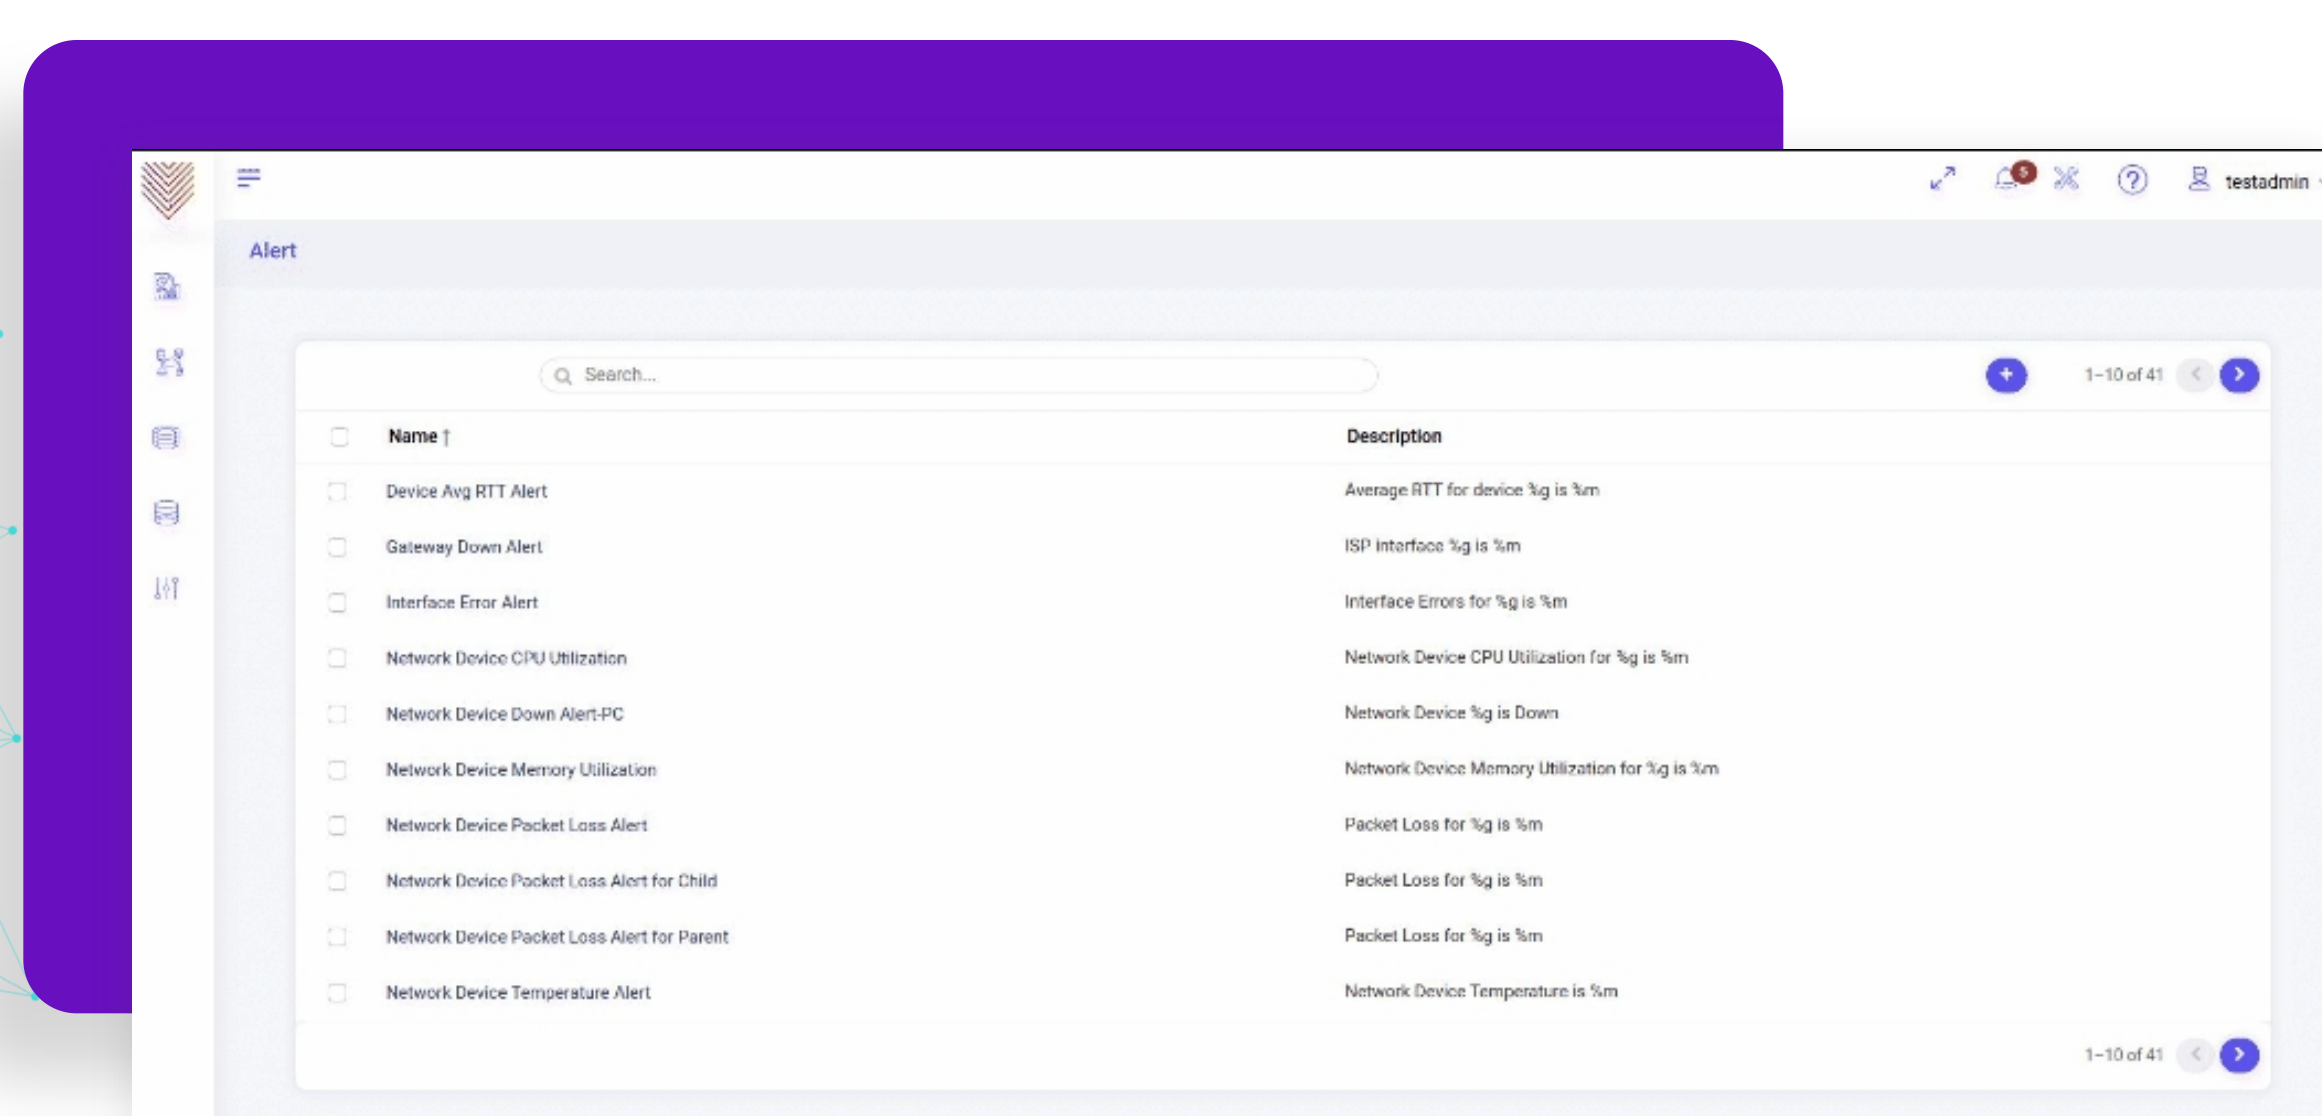 5
testadmin
Alert
Search...
1-10 of 41
Name ↑ Description
Device Avg RTT Alert Average RTT for device %g is %m
Gateway Down Alert ISP interface %g is %m
Interface Error Alert Interface Errors for %g is %m
Network Device CPU Utilization Network Device CPU Utilization for %g is %m
Network Device Down Alert-PC Network Device %g is Down
Network Device Memory Utilization Network Device Memory Utilization for %g is %m
Network Device Packet Loss Alert Packet Loss for %g is %m
Network Device Packet Loss Alert for Child Packet Loss for %g is %m
Network Device Packet Loss Alert for Parent Packet Loss for %g is %m
Network Device Temperature Alert Network Device Temperature is %m
1-10 of 41